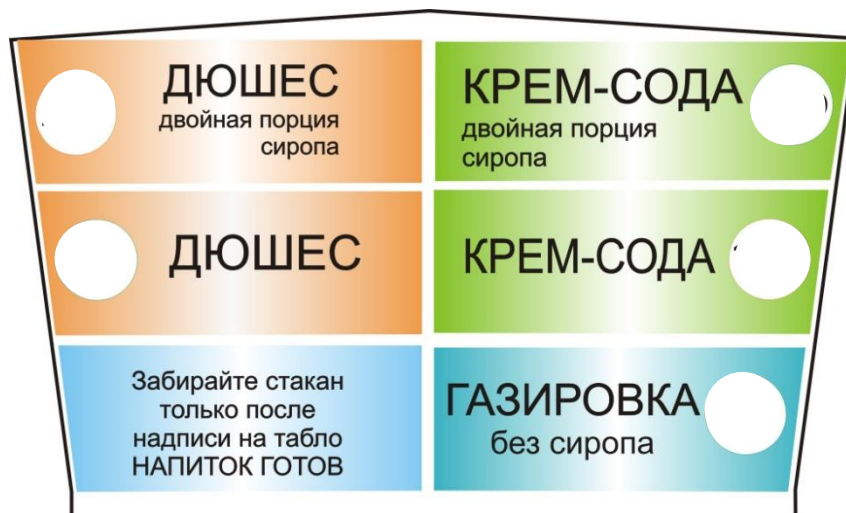 ДЮШЕС
двойная порция
сиропа
КРЕМ-СОДА
двойная порция
сиропа
ДЮШЕС
КРЕМ-СОДА
Забирайте стакан
только после
надписи на табло
НАПИТОК ГОТОВ
ГАЗИРОВКА
без сиропа